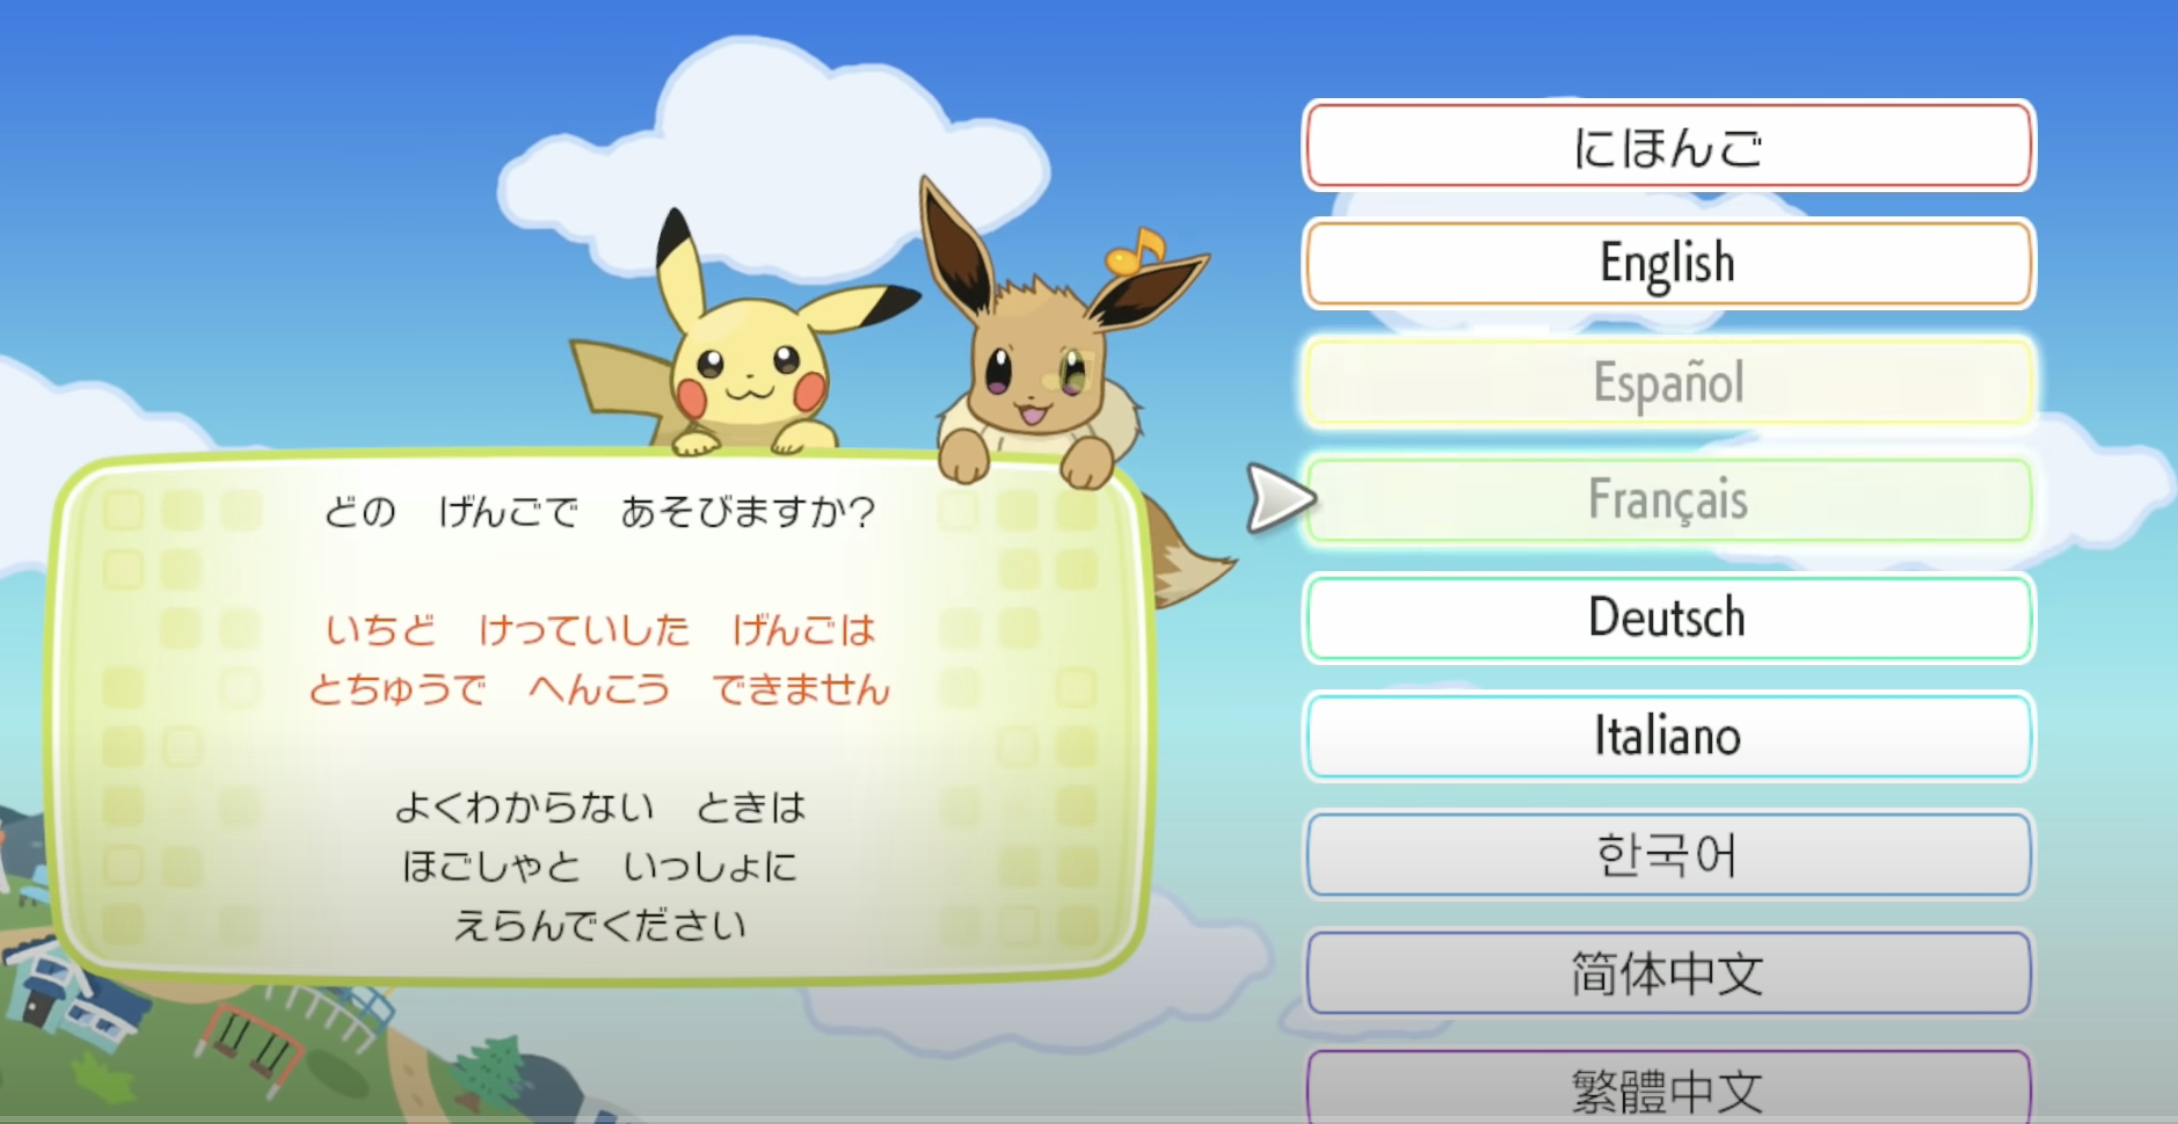 どの　げんごで　あそびますか?
いちど　けっていした　げんごは
とちゅうで　へんこう　できません
よくわからない　ときは
ほごしゃと　いっしょに
えらんでください
にほんご
English
Español
Français
Deutsch
Italiano
한국어
简体中文
繁體中文